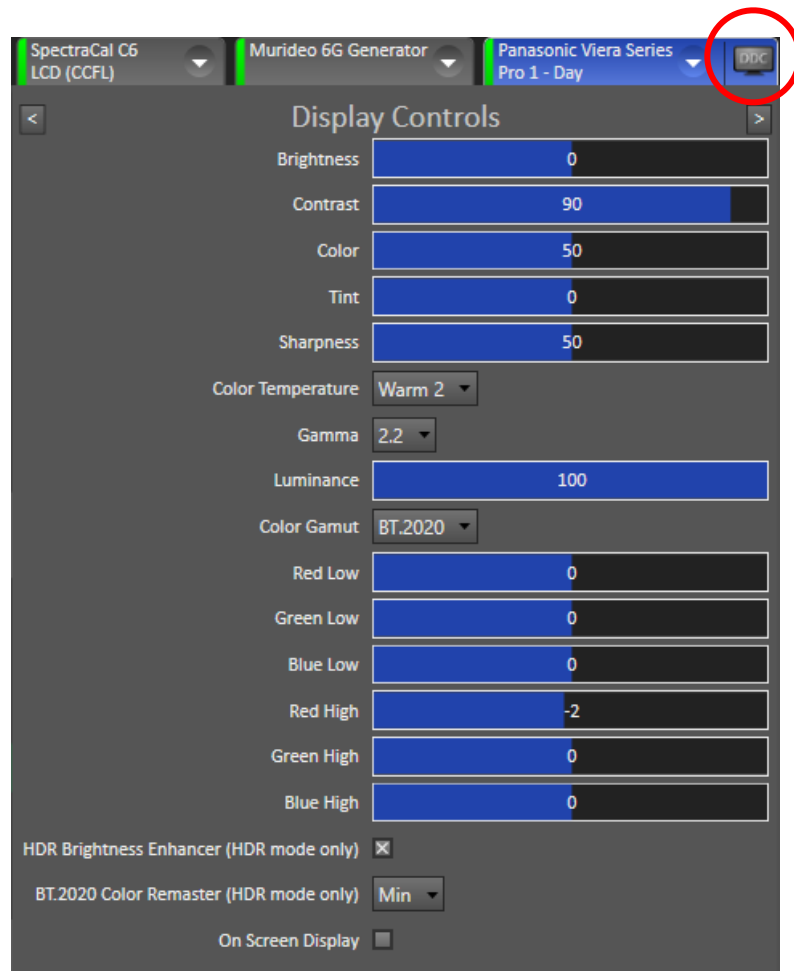 SpectraCal C6
LCD (CCFL)
Murideo 6G Generator
Panasonic Viera Series
Pro 1 - Day
DDC
< Display Controls >
Brightness 0
Contrast 90
Color 50
Tint 0
Sharpness 50
Color Temperature Warm 2
Gamma 2.2
Luminance 100
Color Gamut BT.2020
Red Low 0
Green Low 0
Blue Low 0
Red High -2
Green High 0
Blue High 0
HDR Brightness Enhancer (HDR mode only)
BT.2020 Color Remaster (HDR mode only) Min
On Screen Display